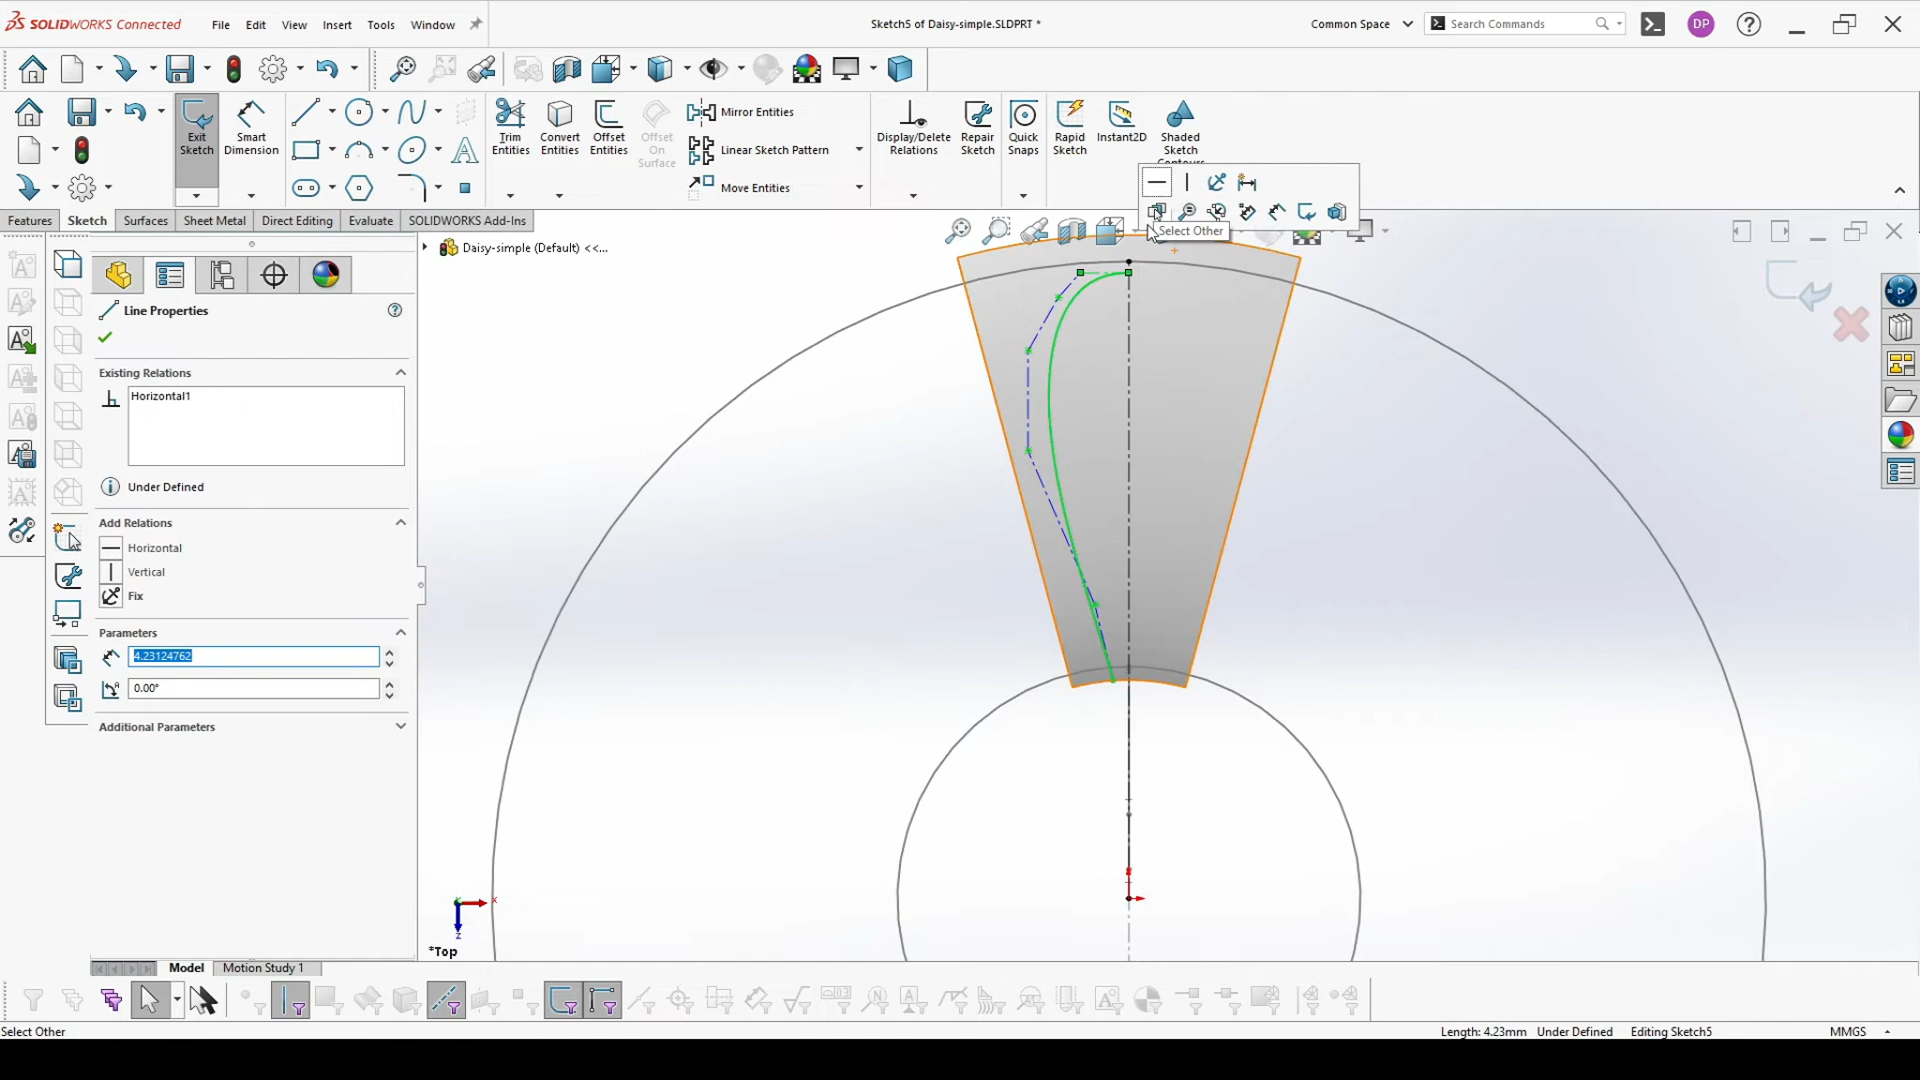 SOLIDWORKS Connected
File Edit View Insert Tools Window
Sketch5 of Daisy-simple.SLDPRT *
Common Space
Search Commands
DP
Exit Sketch
Smart Dimension
Trim Entities
Convert Entities
Offset Entities
Offset On Surface
Mirror Entities
Linear Sketch Pattern
Move Entities
Display/Delete Relations
Repair Sketch
Quick Snaps
Rapid Sketch
Instant2D
Shaded Sketch Contours
Features Sketch Surfaces Sheet Metal Direct Editing Evaluate SOLIDWORKS Add-Ins
Select Other
Daisy-simple (Default) <<...
Line Properties
Existing Relations
Horizontal1
Under Defined
Add Relations
Horizontal
Vertical
Fix
Parameters
4.23124762
0.00°
Additional Parameters
x
z
*Top
Model Motion Study 1
Select Other
Length: 4.23mm Under Defined Editing Sketch5 MMGS